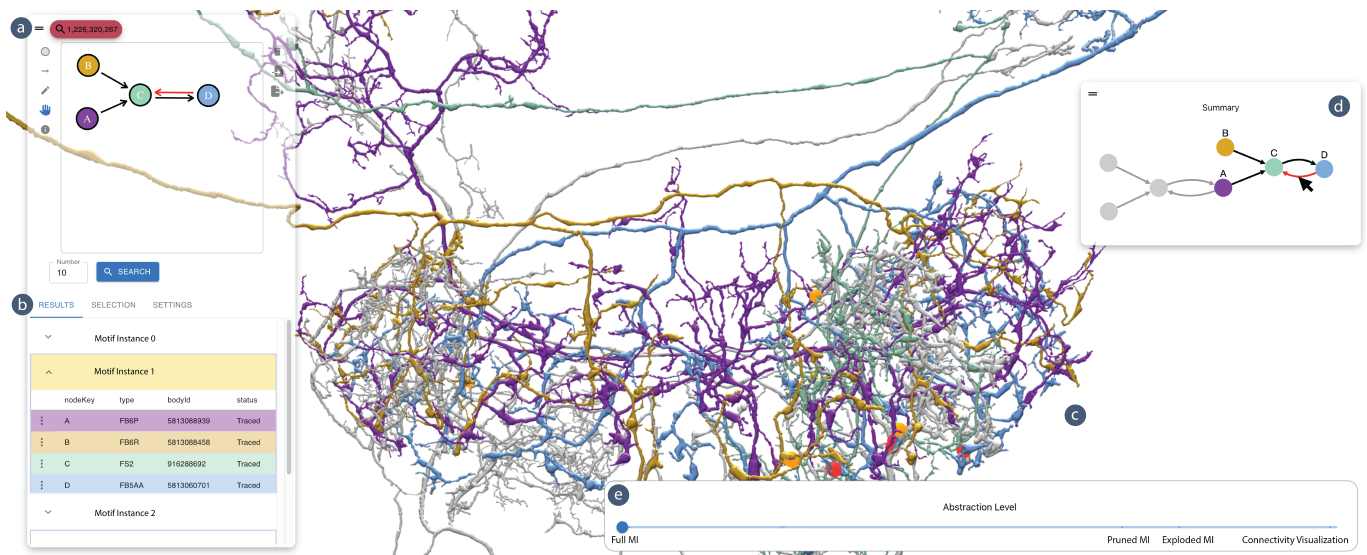 a
1,226,320,267
B
C
D
A
Number
10
SEARCH
b
RESULTS SELECTION SETTINGS
Motif Instance 0
Motif Instance 1
nodeKey type bodyId status
A FB6P 5813088939 Traced
B FB6R 5813088458 Traced
C FS2 916288692 Traced
D FB5AA 5813060701 Traced
Motif Instance 2
c
d
Summary
B
C
D
A
e
Abstraction Level
Full MI Pruned MI Exploded MI Connectivity Visualization